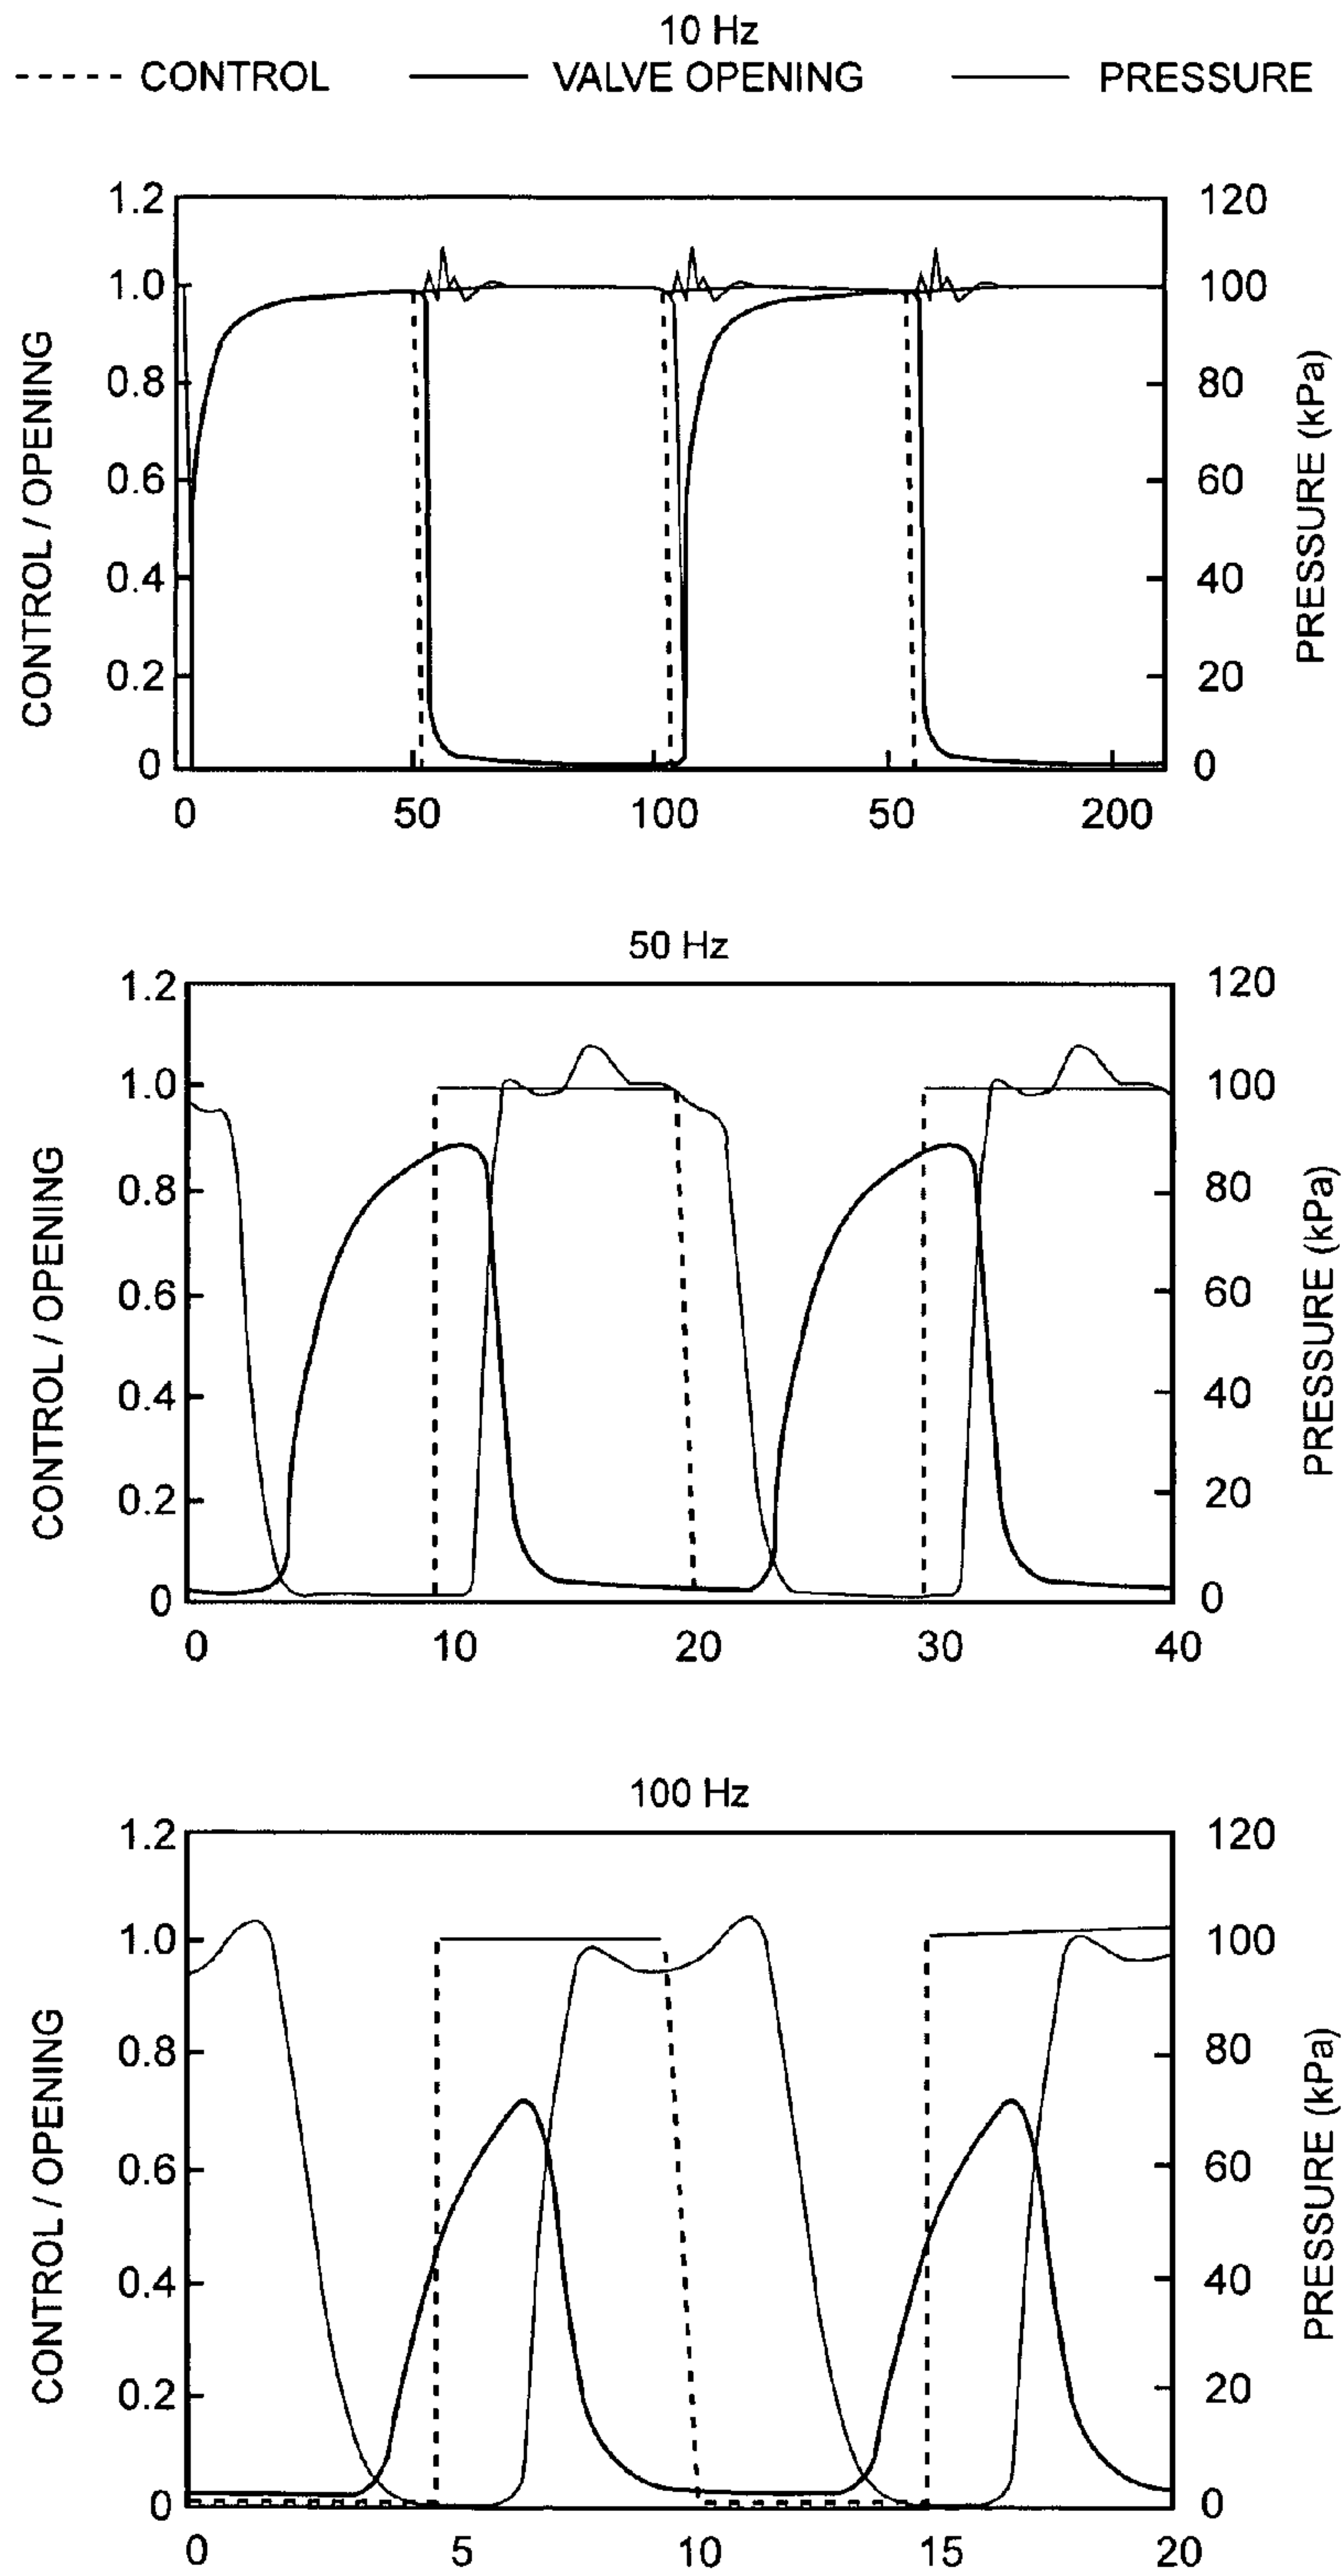 10 Hz
CONTROL VALVE OPENING PRESSURE
1.2 120
1.0 100
0.8 80
0.6 60
0.4 40
0.2 20
0 0
CONTROL / OPENING
PRESSURE (kPa)
0 50 100 50 200
50 Hz
1.2 120
1.0 100
0.8 80
0.6 60
0.4 40
0.2 20
0 0
CONTROL / OPENING
PRESSURE (kPa)
0 10 20 30 40
100 Hz
1.2 120
1.0 100
0.8 80
0.6 60
0.4 40
0.2 20
0 0
CONTROL / OPENING
PRESSURE (kPa)
0 5 10 15 20